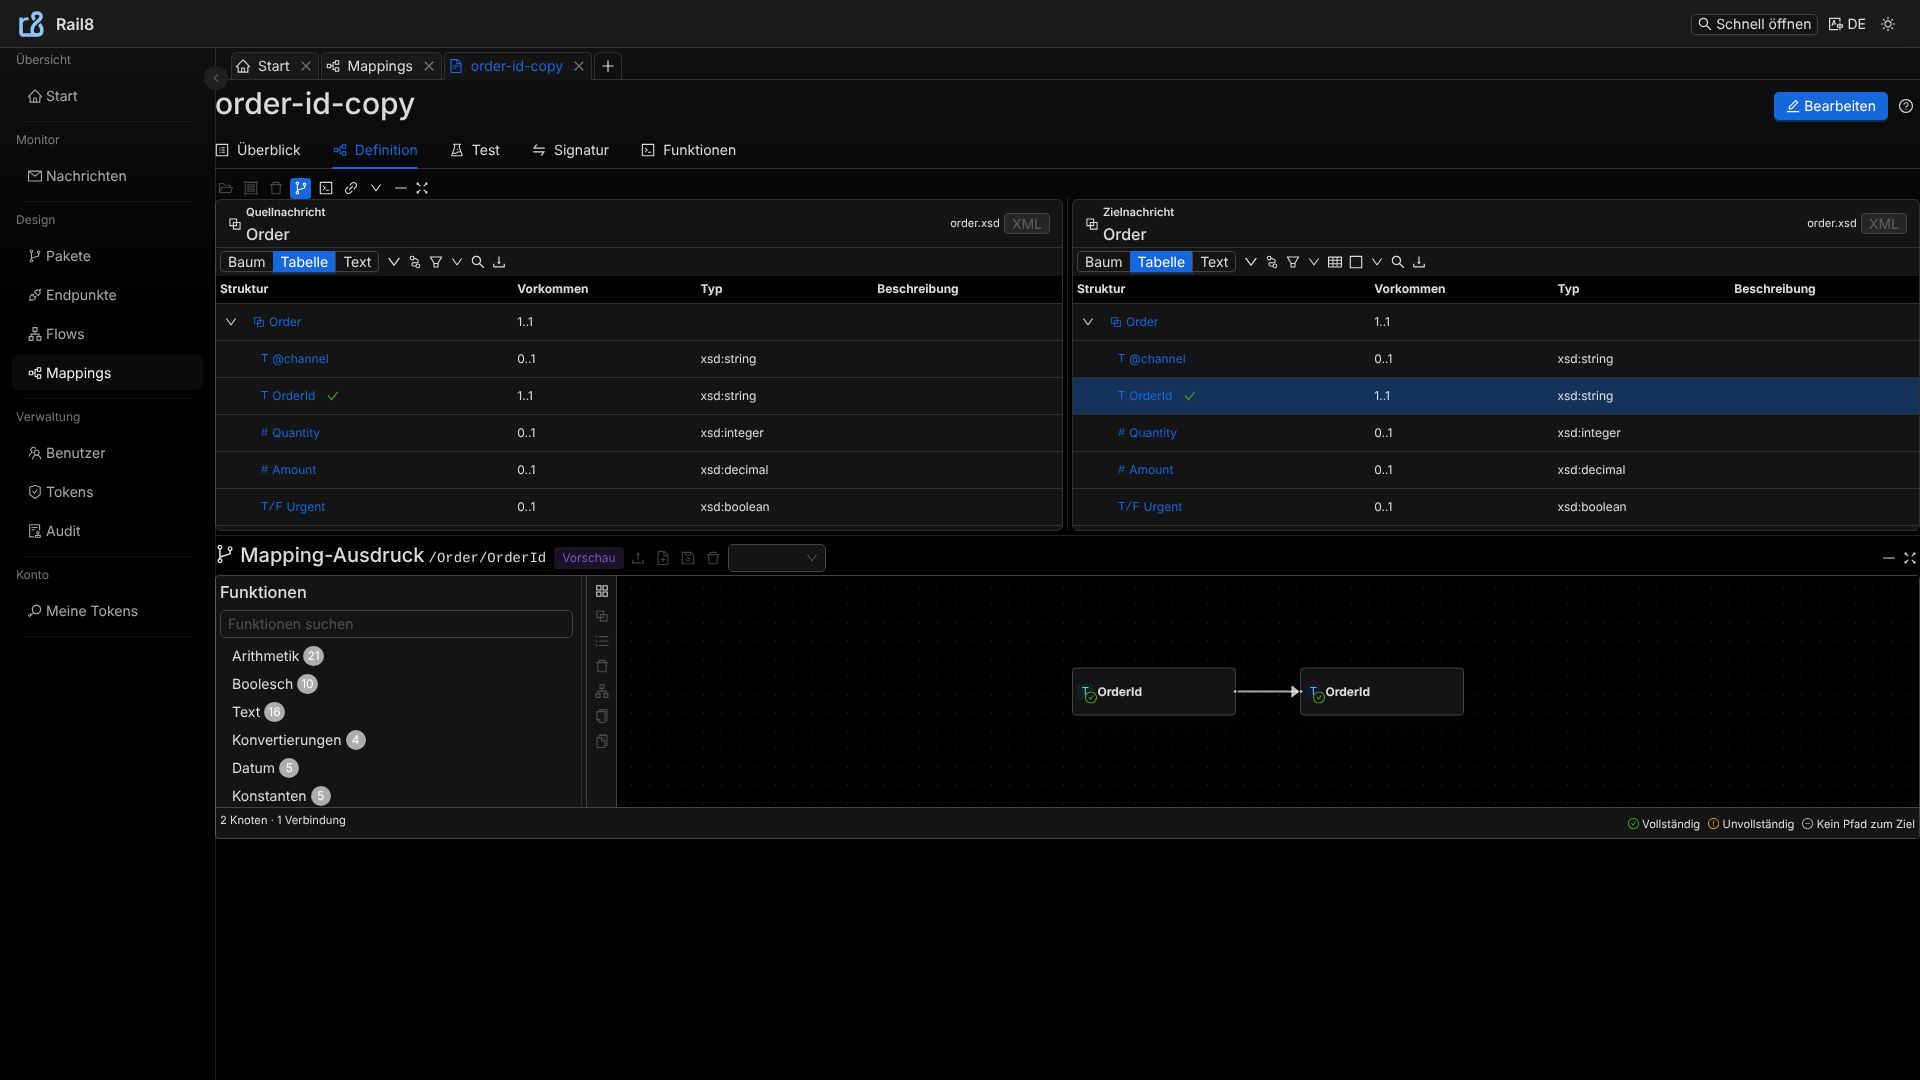 Rail8
Schnell öffnen
DE
Übersicht
Start
Monitor
Nachrichten
Design
Pakete
Endpunkte
Flows
Mappings
Verwaltung
Benutzer
Tokens
Audit
Konto
Meine Tokens
Start
Mappings
order-id-copy
order-id-copy
Bearbeiten
Überblick
Definition
Test
Signatur
Funktionen
Quellnachricht
Order
order.xsd XML
Baum Tabelle Text
Struktur Vorkommen Typ Beschreibung
Order 1..1
T @channel 0..1 xsd:string
T OrderId 1..1 xsd:string
# Quantity 0..1 xsd:integer
# Amount 0..1 xsd:decimal
T/F Urgent 0..1 xsd:boolean
Zielnachricht
Order
order.xsd XML
Baum Tabelle Text
Struktur Vorkommen Typ Beschreibung
Order 1..1
T @channel 0..1 xsd:string
T OrderId 1..1 xsd:string
# Quantity 0..1 xsd:integer
# Amount 0..1 xsd:decimal
T/F Urgent 0..1 xsd:boolean
Mapping-Ausdruck /Order/OrderId Vorschau
Funktionen
Funktionen suchen
Arithmetik 21
Boolesch 10
Text 16
Konvertierungen 4
Datum 5
Konstanten 5
T OrderId
T OrderId
2 Knoten · 1 Verbindung
Vollständig Unvollständig Kein Pfad zum Ziel